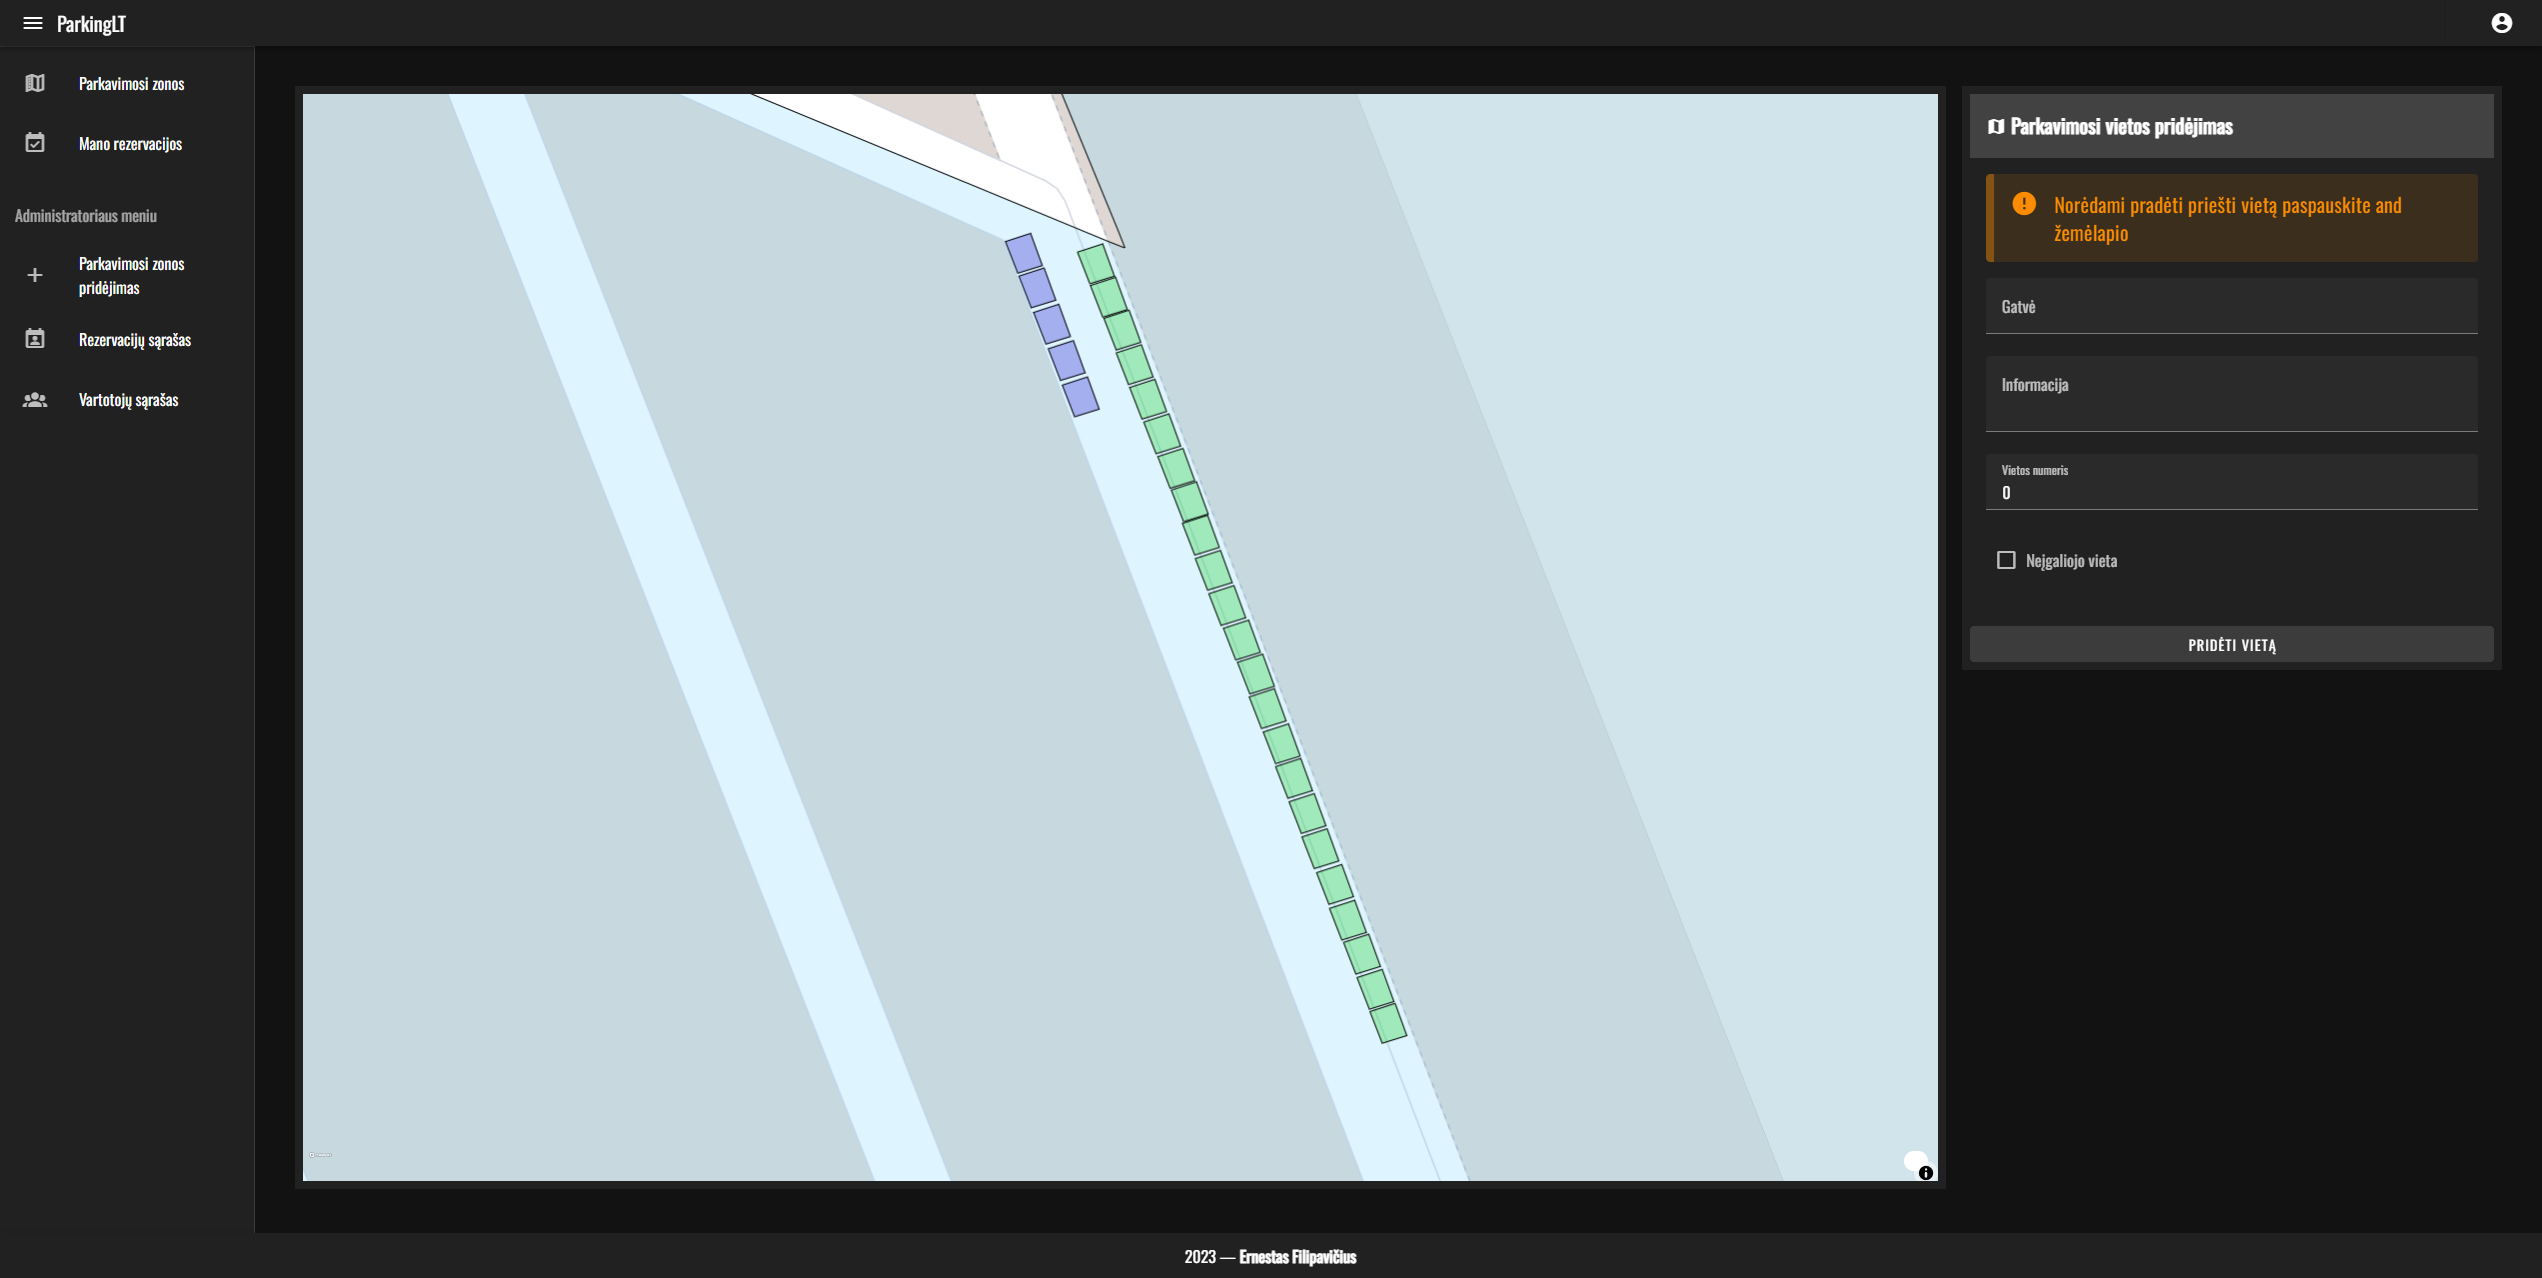 ParkingLT
Parkavimosi zonos
Mano rezervacijos
Administratoriaus meniu
Parkavimosi zonos
pridėjimas
Rezervacijų sąrašas
Vartotojų sąrašas
Parkavimosi vietos pridėjimas
Norėdami pradėti priešti vietą paspauskite and
žemėlapio
Gatvė
Informacija
Vietos numeris
0
Neįgaliojo vieta
PRIDĖTI VIETĄ
2023 — Ernestas Filipavičius